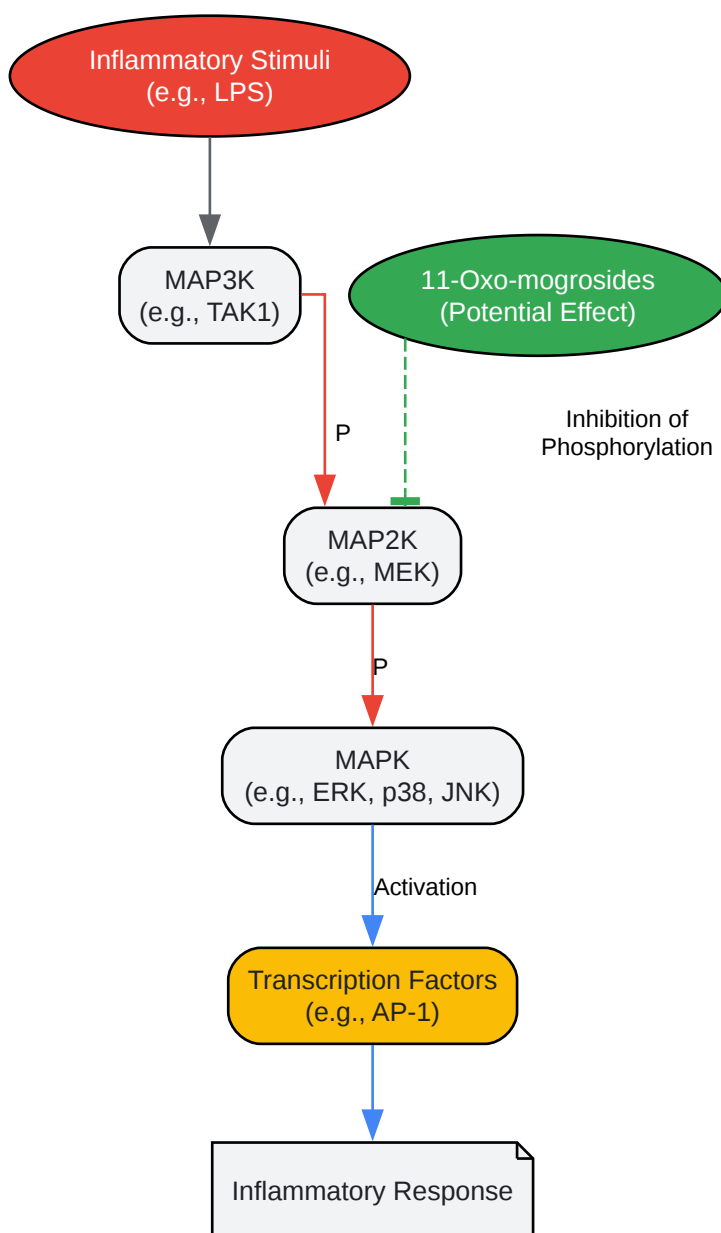 Inflammatory Stimuli
(e.g., LPS)
MAP3K
(e.g., TAK1)
11-Oxo-mogrosides
(Potential Effect)
P
Inhibition of
Phosphorylation
MAP2K
(e.g., MEK)
P
MAPK
(e.g., ERK, p38, JNK)
Activation
Transcription Factors
(e.g., AP-1)
Inflammatory Response